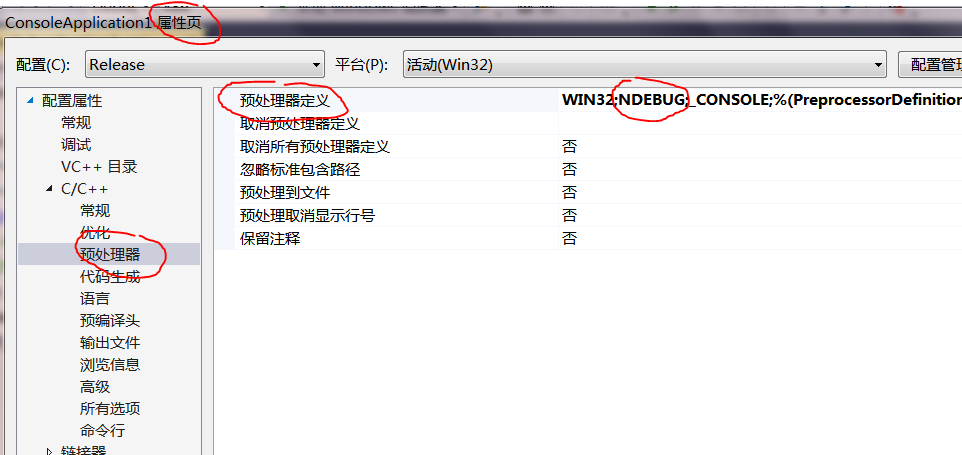 ConsoleApplication1 属性页
配置(C): Release 平台(P): 活动(Win32) 配置管
配置属性
常规
调试
VC++ 目录
C/C++
常规
优化
预处理器
代码生成
语言
预编译头
输出文件
浏览信息
高级
所有选项
命令行
链接器
预处理器定义 WIN32;NDEBUG;_CONSOLE;%(PreprocessorDefinition
取消预处理器定义
取消所有预处理器定义 否
忽略标准包含路径 否
预处理到文件 否
预处理取消显示行号 否
保留注释 否